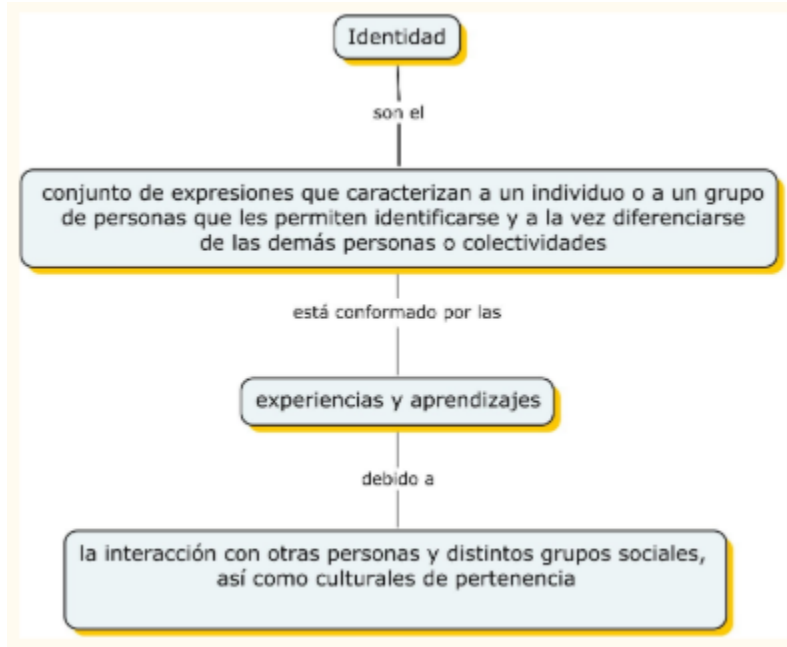 Identidad
son el
conjunto de expresiones que caracterizan a un individuo o a un grupo
de personas que les permiten identificarse y a la vez diferenciarse
de las demás personas o colectividades
está conformado por las
experiencias y aprendizajes
debido a
la interacción con otras personas y distintos grupos sociales,
así como culturales de pertenencia